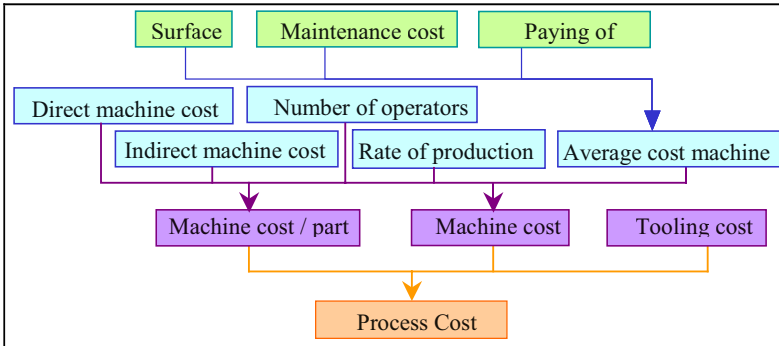 Surface
Maintenance cost
Paying of
Direct machine cost
Number of operators
Indirect machine cost
Rate of production
Average cost machine
Machine cost / part
Machine cost
Tooling cost
Process Cost